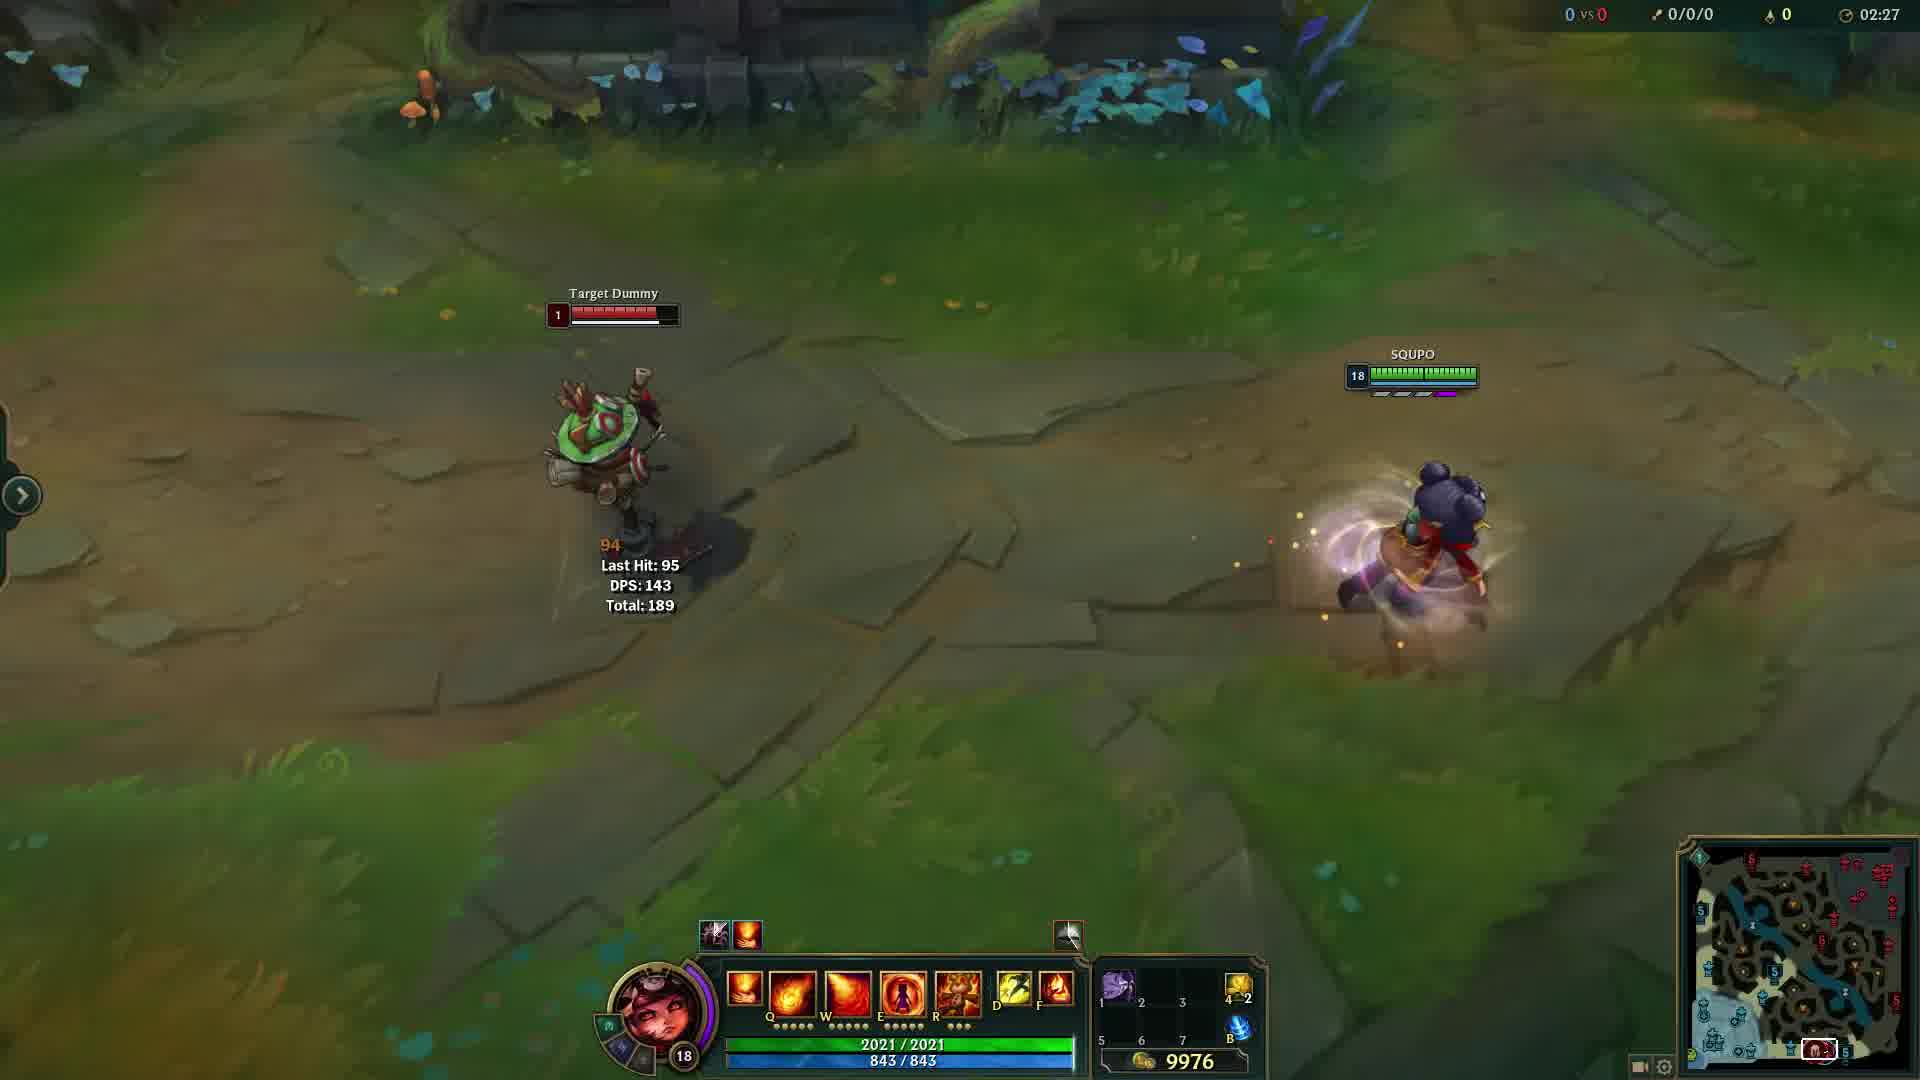 0 vs 0 0/0/0 0 02:27
Target Dummy
1
SQUPO
18
94
Last Hit: 95
DPS: 143
Total: 189
Q W E R D F
18
2021 / 2021
843 / 843
1 2 3 4 2
5 6 7 B
9976